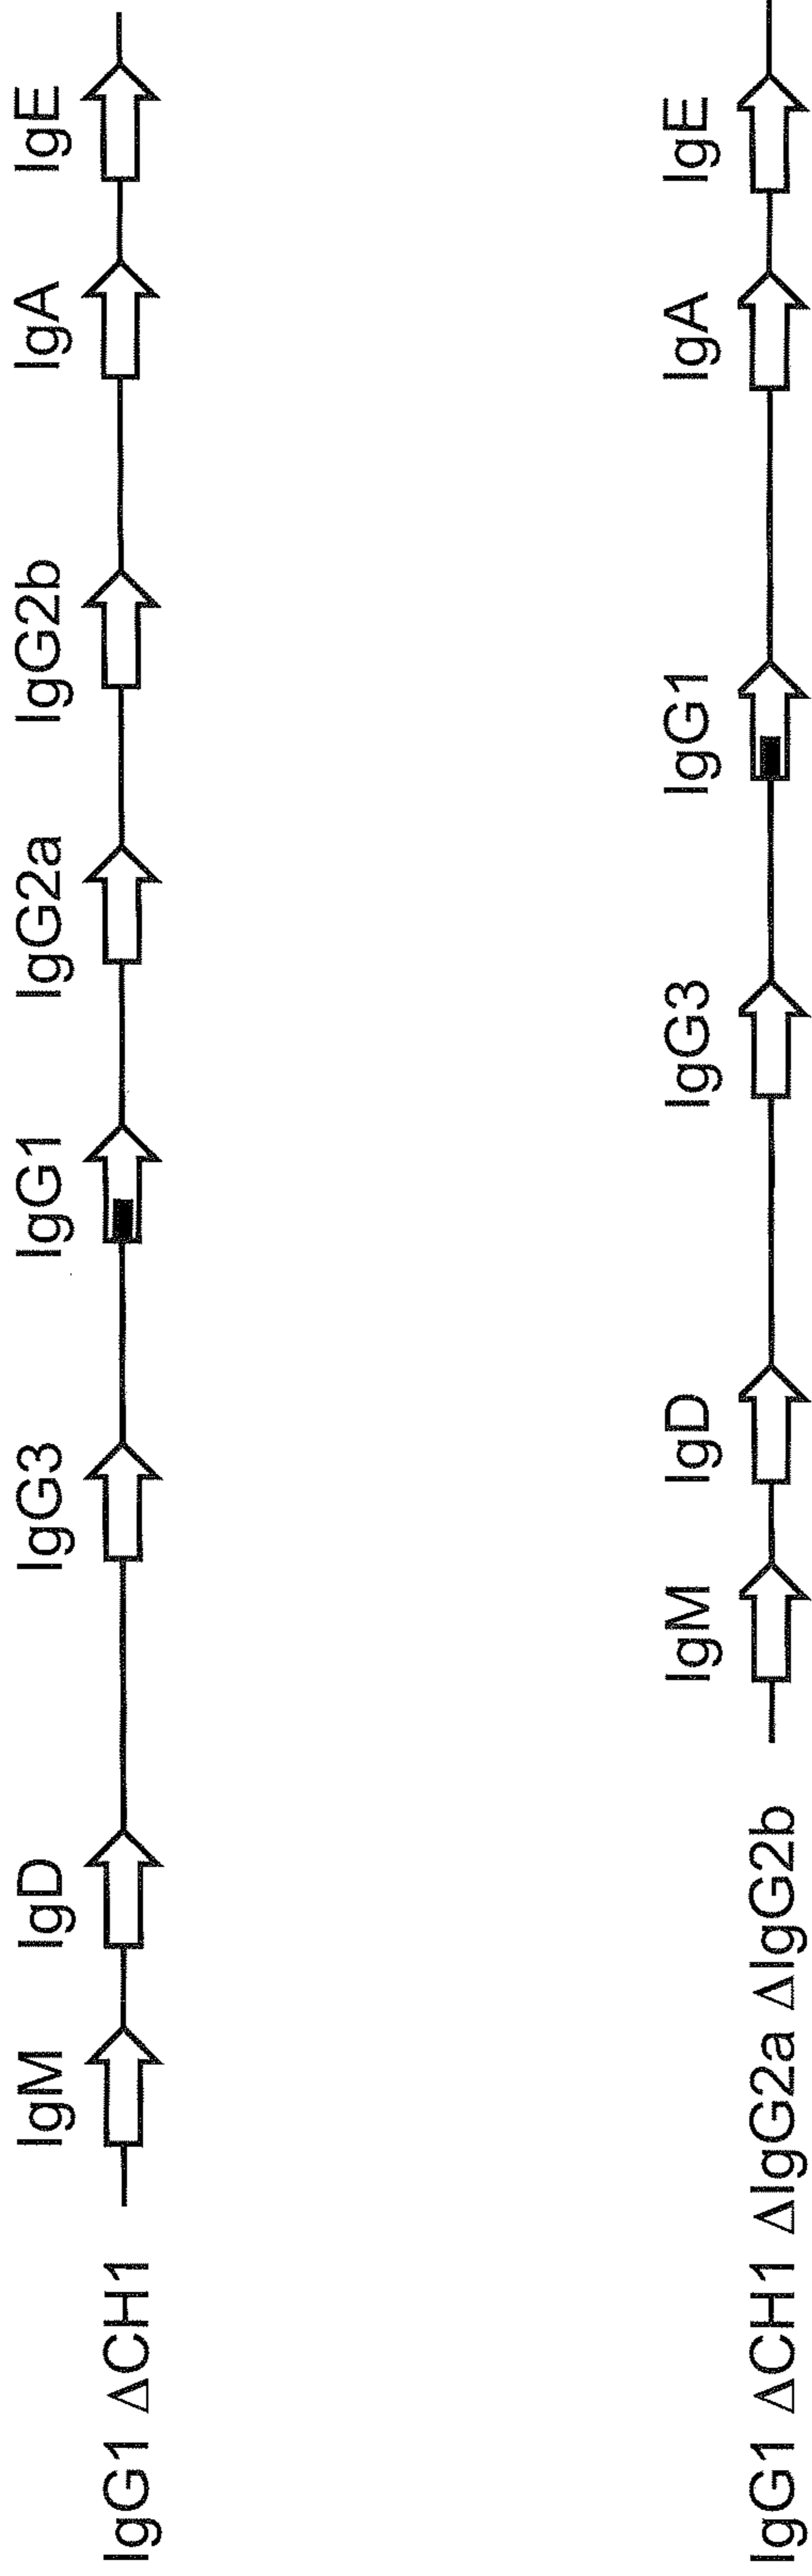 IgG1 ΔCH1
IgM IgD IgG3 IgG1 IgG2a IgG2b IgA IgE
IgG1 ΔCH1 ΔIgG2a ΔIgG2b
IgM IgD IgG3 IgG1 IgA IgE